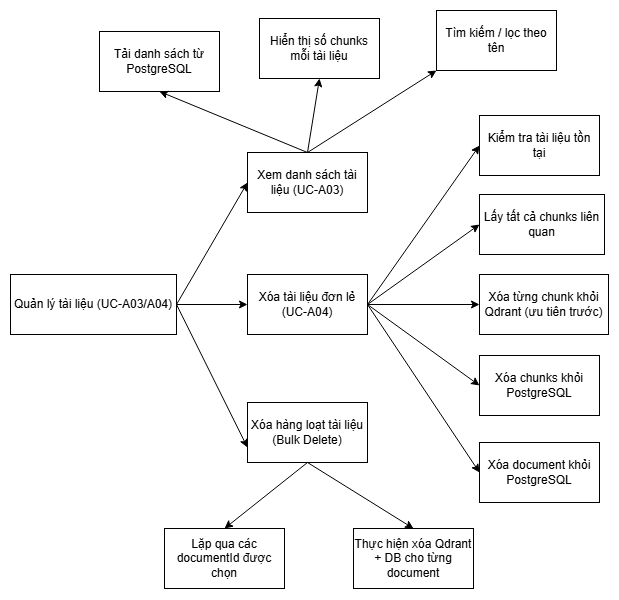 Tải danh sách từ
PostgreSQL
Hiển thị số chunks
mỗi tài liệu
Tìm kiếm / lọc theo
tên
Kiểm tra tài liệu tồn
tại
Xem danh sách tài
liệu (UC-A03)
Lấy tất cả chunks liên
quan
Quản lý tài liệu (UC-A03/A04)
Xóa tài liệu đơn lẻ
(UC-A04)
Xóa từng chunk khỏi
Qdrant (ưu tiên trước)
Xóa chunks khỏi
PostgreSQL
Xóa hàng loạt tài liệu
(Bulk Delete)
Xóa document khỏi
PostgreSQL
Lặp qua các
documentId được
chọn
Thực hiện xóa Qdrant
+ DB cho từng
document